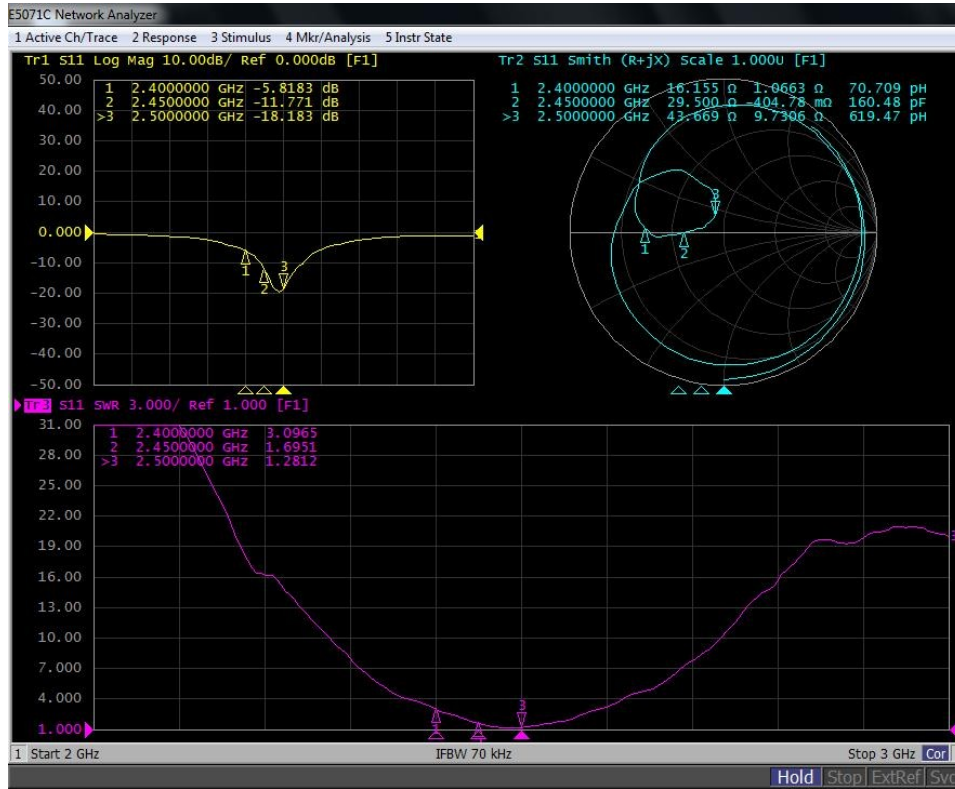 E5071C Network Analyzer
1 Active Ch/Trace 2 Response 3 Stimulus 4 Mkr/Analysis 5 Instr State
Tr1 S11 Log Mag 10.00dB/ Ref 0.000dB [F1]
50.00
40.00
30.00
20.00
10.00
0.000
-10.00
-20.00
-30.00
-40.00
-50.00
1 2.4000000 GHz -5.8183 dB
2 2.4500000 GHz -11.771 dB
>3 2.5000000 GHz -18.183 dB
1
2
3
Tr2 S11 Smith (R+jX) Scale 1.000U [F1]
1 2.4000000 GHz 16.155 Ω 1.0663 Ω 70.709 pH
2 2.4500000 GHz 29.500 Ω -404.78 mΩ 160.48 pF
>3 2.5000000 GHz 43.669 Ω 9.7306 Ω 619.47 pH
3
1
2
Tr3 S11 SWR 3.000/ Ref 1.000 [F1]
31.00
28.00
25.00
22.00
19.00
16.00
13.00
10.00
7.000
4.000
1.000
1 2.4000000 GHz 3.0965
2 2.4500000 GHz 1.6951
>3 2.5000000 GHz 1.2812
3
1 Start 2 GHz IFBW 70 kHz Stop 3 GHz Cor
Hold Stop ExtRef Svc